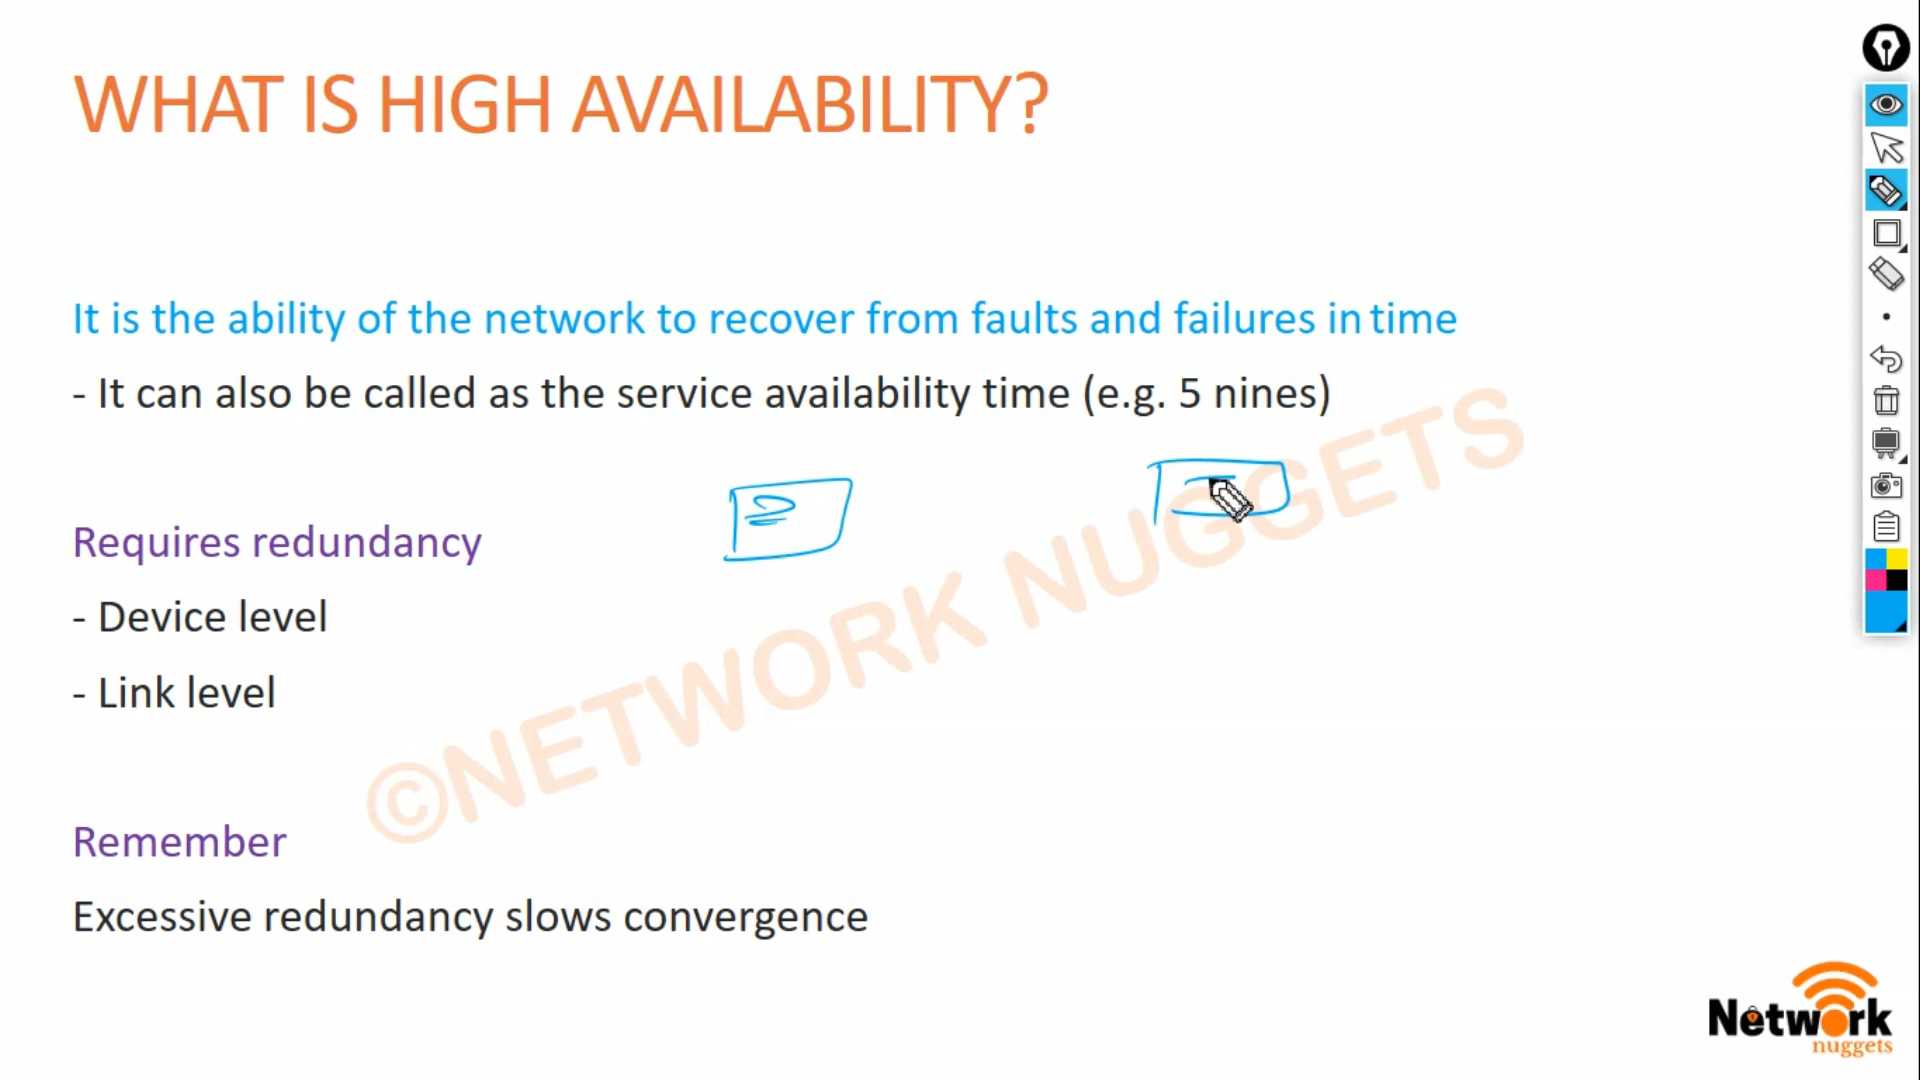 WHAT IS HIGH AVAILABILITY?
It is the ability of the network to recover from faults and failures in time
- It can also be called as the service availability time (e.g. 5 nines)
Requires redundancy
- Device level
- Link level
©NETWORK NUGGETS
Remember
Excessive redundancy slows convergence
Network
nuggets